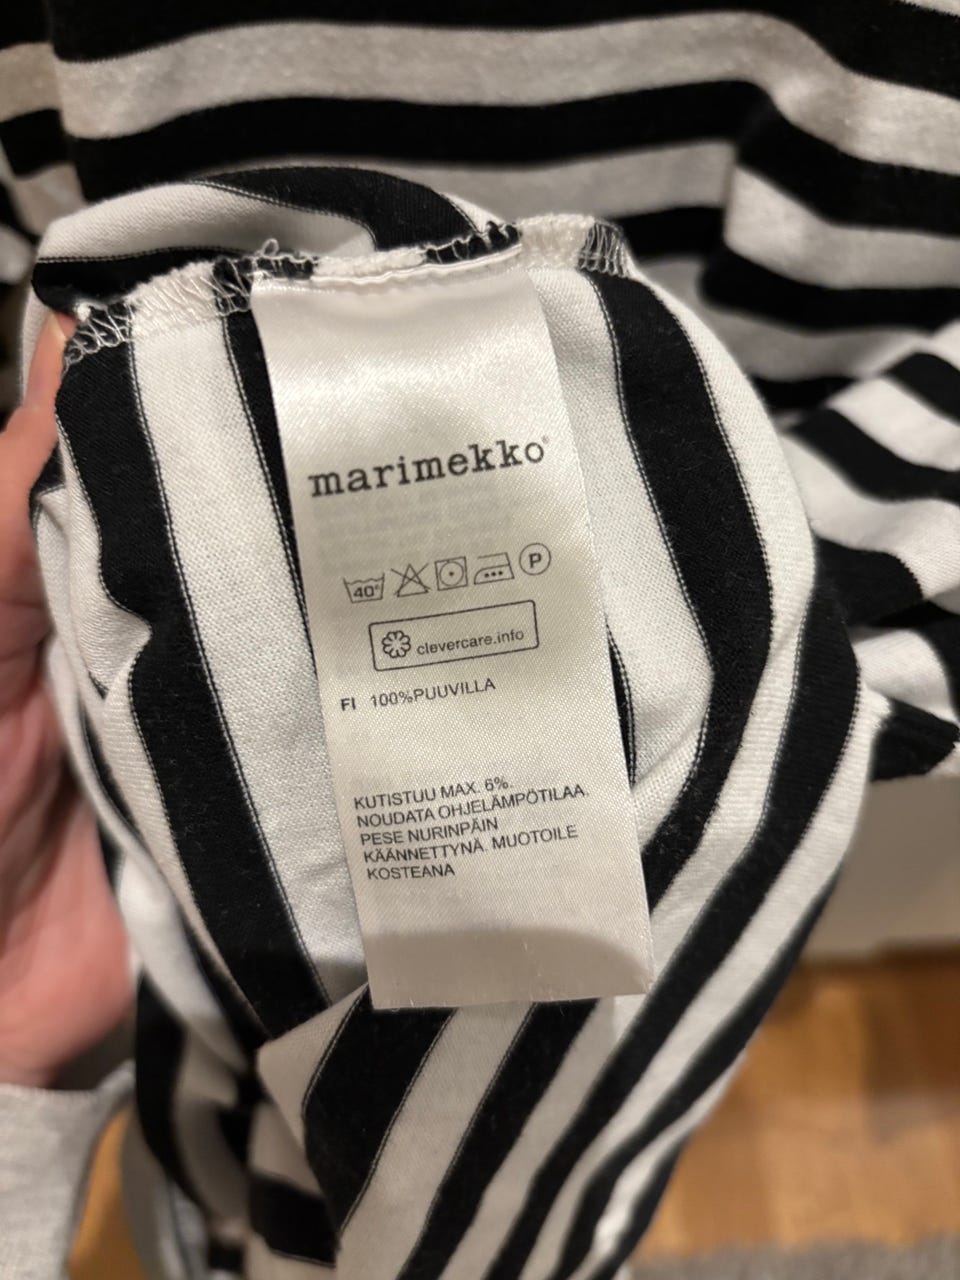 marimekko®
40°
P
clevercare.info
FI 100%PUUVILLA
KUTISTUU MAX. 6%.
NOUDATA OHJELÄMPÖTILAA.
PESE NURINPÄIN
KÄÄNNETTYNÄ. MUOTOILE
KOSTEANA